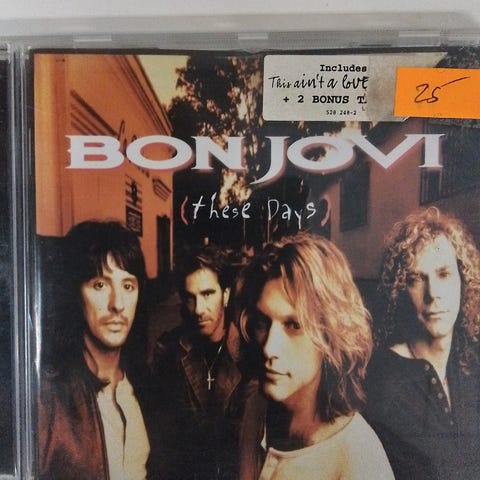 Includes
This ain't a love
+ 2 BONUS T
528 248-2
25
BON JOVI
(these Days)